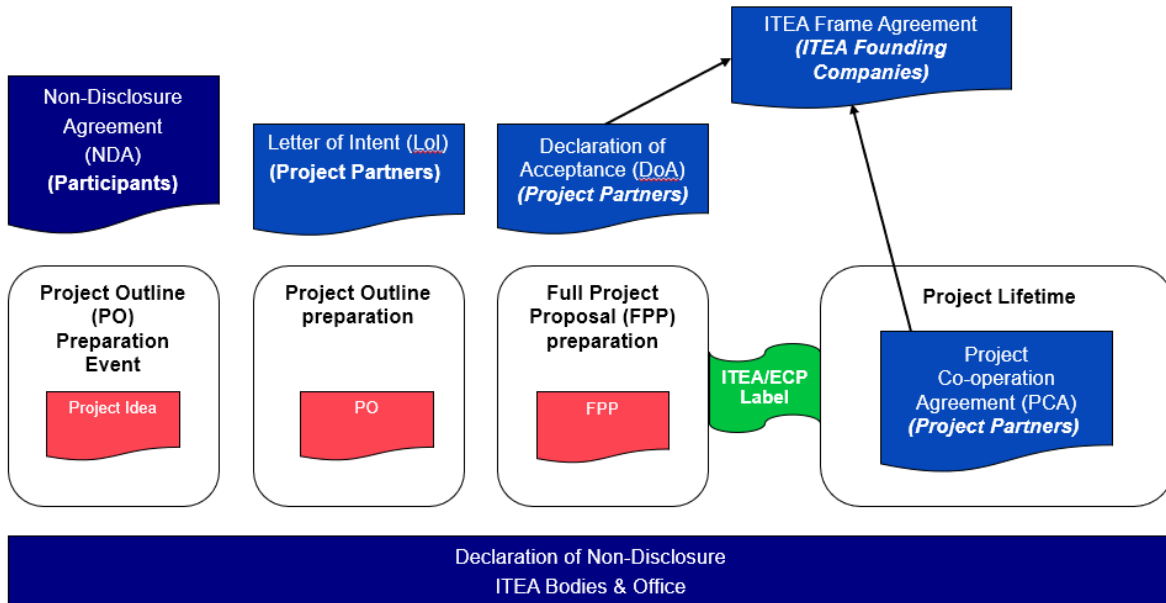 ITEA Frame Agreement
(ITEA Founding
Companies)
Non-Disclosure
Agreement
(NDA)
(Participants)
Letter of Intent (LoI)
(Project Partners)
Declaration of
Acceptance (DoA)
(Project Partners)
Project Outline
(PO)
Preparation
Event
Project Idea
Project Outline
preparation
PO
Full Project
Proposal (FPP)
preparation
FPP
ITEA/ECP
Label
Project Lifetime
Project
Co-operation
Agreement (PCA)
(Project Partners)
Declaration of Non-Disclosure
ITEA Bodies & Office